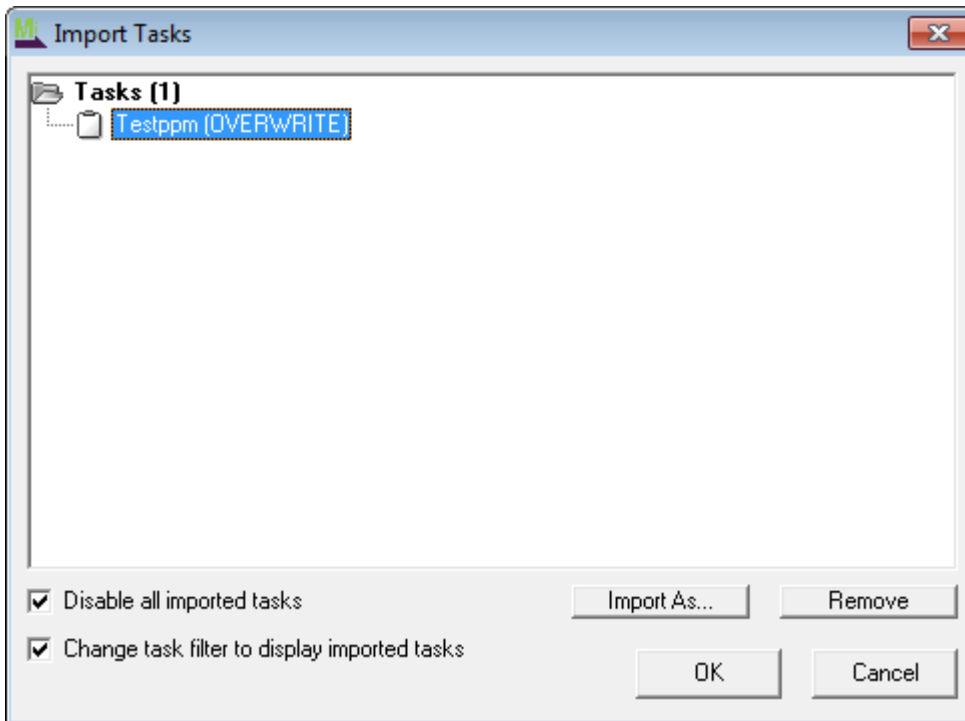 Import Tasks
Tasks (1)
Testppm (OVERWRITE)
Disable all imported tasks
Import As...
Remove
Change task filter to display imported tasks
OK
Cancel